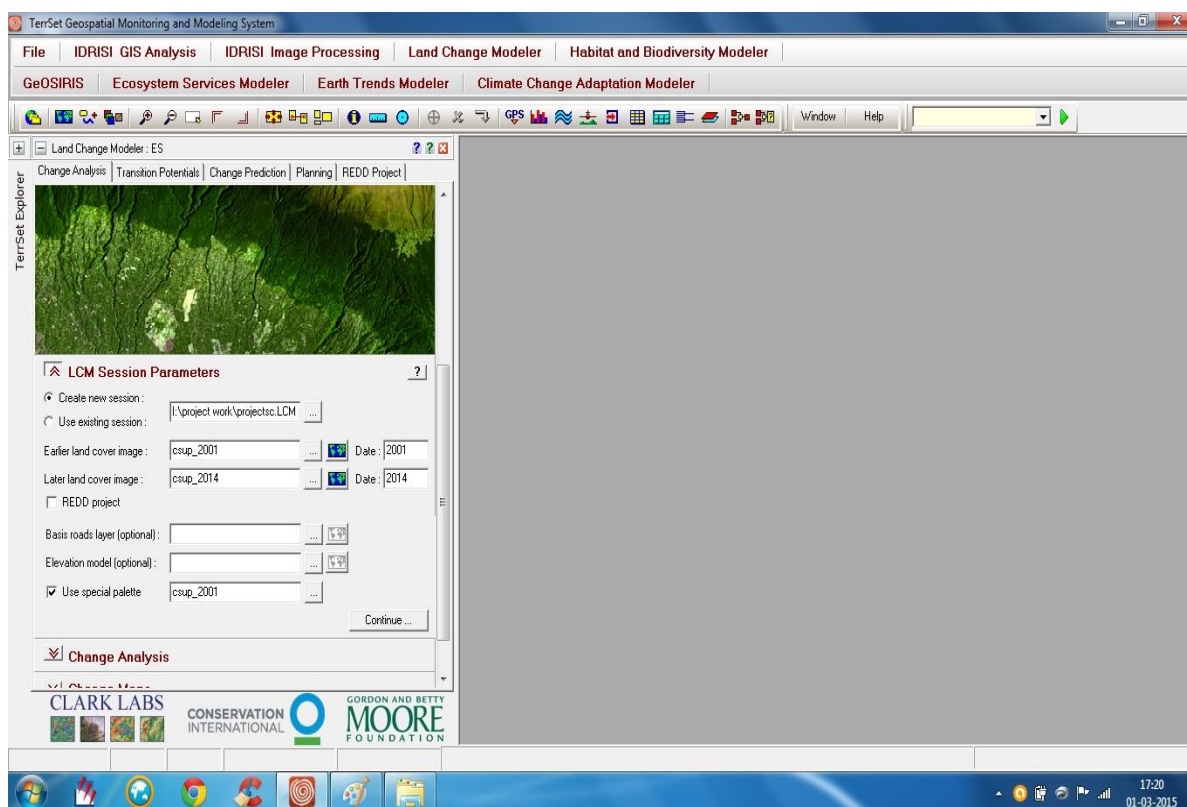 TerrSet Geospatial Monitoring and Modeling System
File IDRISI GIS Analysis IDRISI Image Processing Land Change Modeler Habitat and Biodiversity Modeler
GeOSIRIS Ecosystem Services Modeler Earth Trends Modeler Climate Change Adaptation Modeler
GPS Window Help
Land Change Modeler : ES ? ?
TerrSet Explorer
Change Analysis Transition Potentials Change Prediction Planning REDD Project
LCM Session Parameters ?
Create new session :
I:\project work\projectsc.LCM ...
Use existing session :
Earlier land cover image : csup_2001 ... Date : 2001
Later land cover image : csup_2014 ... Date : 2014
REDD project
Basis roads layer (optional) : ...
Elevation model (optional) : ...
Use special palette csup_2001 ...
Continue ...
Change Analysis
CLARK LABS
CONSERVATION
INTERNATIONAL
GORDON AND BETTY
MOORE
FOUNDATION
17:20
01-03-2015